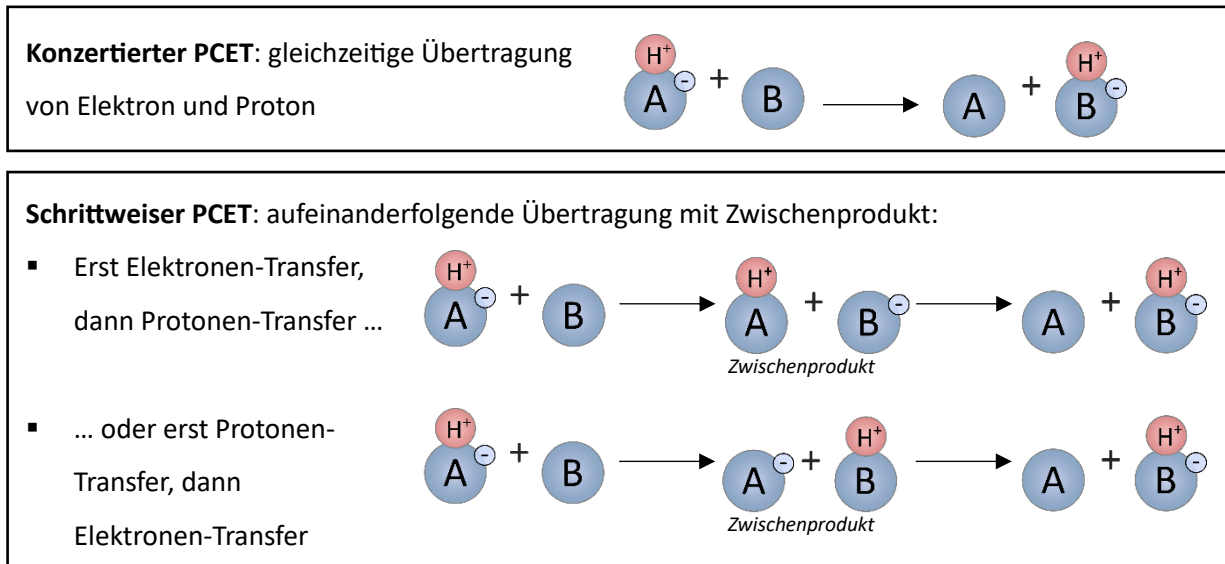 Konzertierter PCET: gleichzeitige Übertragung
von Elektron und Proton
H⁺
A
-
+
B
A
+
H⁺
B
-
Schrittweiser PCET: aufeinanderfolgende Übertragung mit Zwischenprodukt:
▪ Erst Elektronen-Transfer,
dann Protonen-Transfer ...
H⁺
A
-
+
B
H⁺
A
+
B
-
Zwischenprodukt
A
+
H⁺
B
-
▪ ... oder erst Protonen-
Transfer, dann
Elektronen-Transfer
H⁺
A
-
+
B
A
-
+
H⁺
B
Zwischenprodukt
A
+
H⁺
B
-